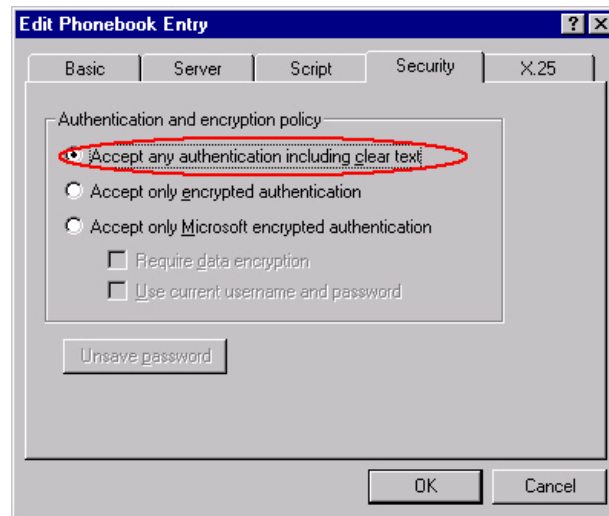 Edit Phonebook Entry
Basic Server Script Security X.25
Authentication and encryption policy
Accept any authentication including clear text
Accept only encrypted authentication
Accept only Microsoft encrypted authentication
Require data encryption
Use current username and password
Unsave password
OK Cancel